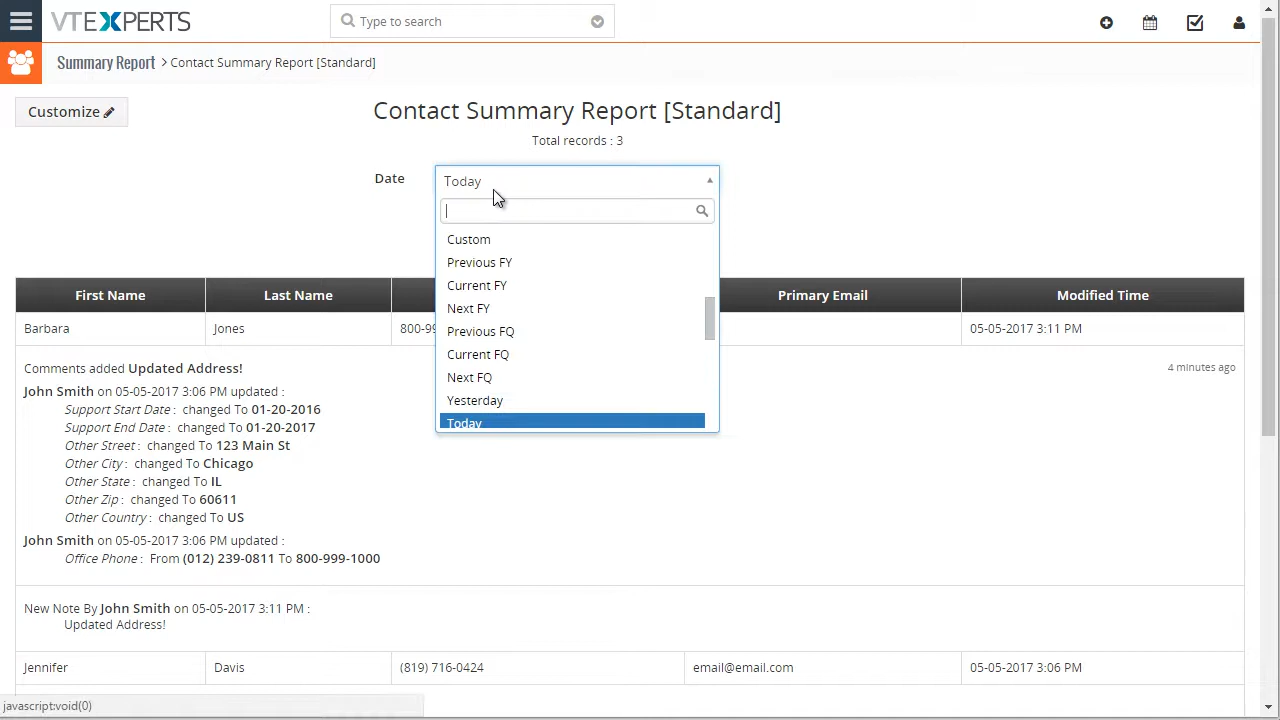 VTEXPERTS
Type to search
Summary Report > Contact Summary Report [Standard]
Customize
Contact Summary Report [Standard]
Total records : 3
Date
Today
Custom
Previous FY
Current FY
Next FY
Previous FQ
Current FQ
Next FQ
Yesterday
Today
First Name Last Name Primary Email Modified Time
Barbara Jones 800-99 05-05-2017 3:11 PM
Comments added Updated Address! 4 minutes ago
John Smith on 05-05-2017 3:06 PM updated :
Support Start Date : changed To 01-20-2016
Support End Date : changed To 01-20-2017
Other Street : changed To 123 Main St
Other City : changed To Chicago
Other State : changed To IL
Other Zip : changed To 60611
Other Country : changed To US
John Smith on 05-05-2017 3:06 PM updated :
Office Phone : From (012) 239-0811 To 800-999-1000
New Note By John Smith on 05-05-2017 3:11 PM :
Updated Address!
Jennifer Davis (819) 716-0424 email@email.com 05-05-2017 3:06 PM
javascript:void(0)